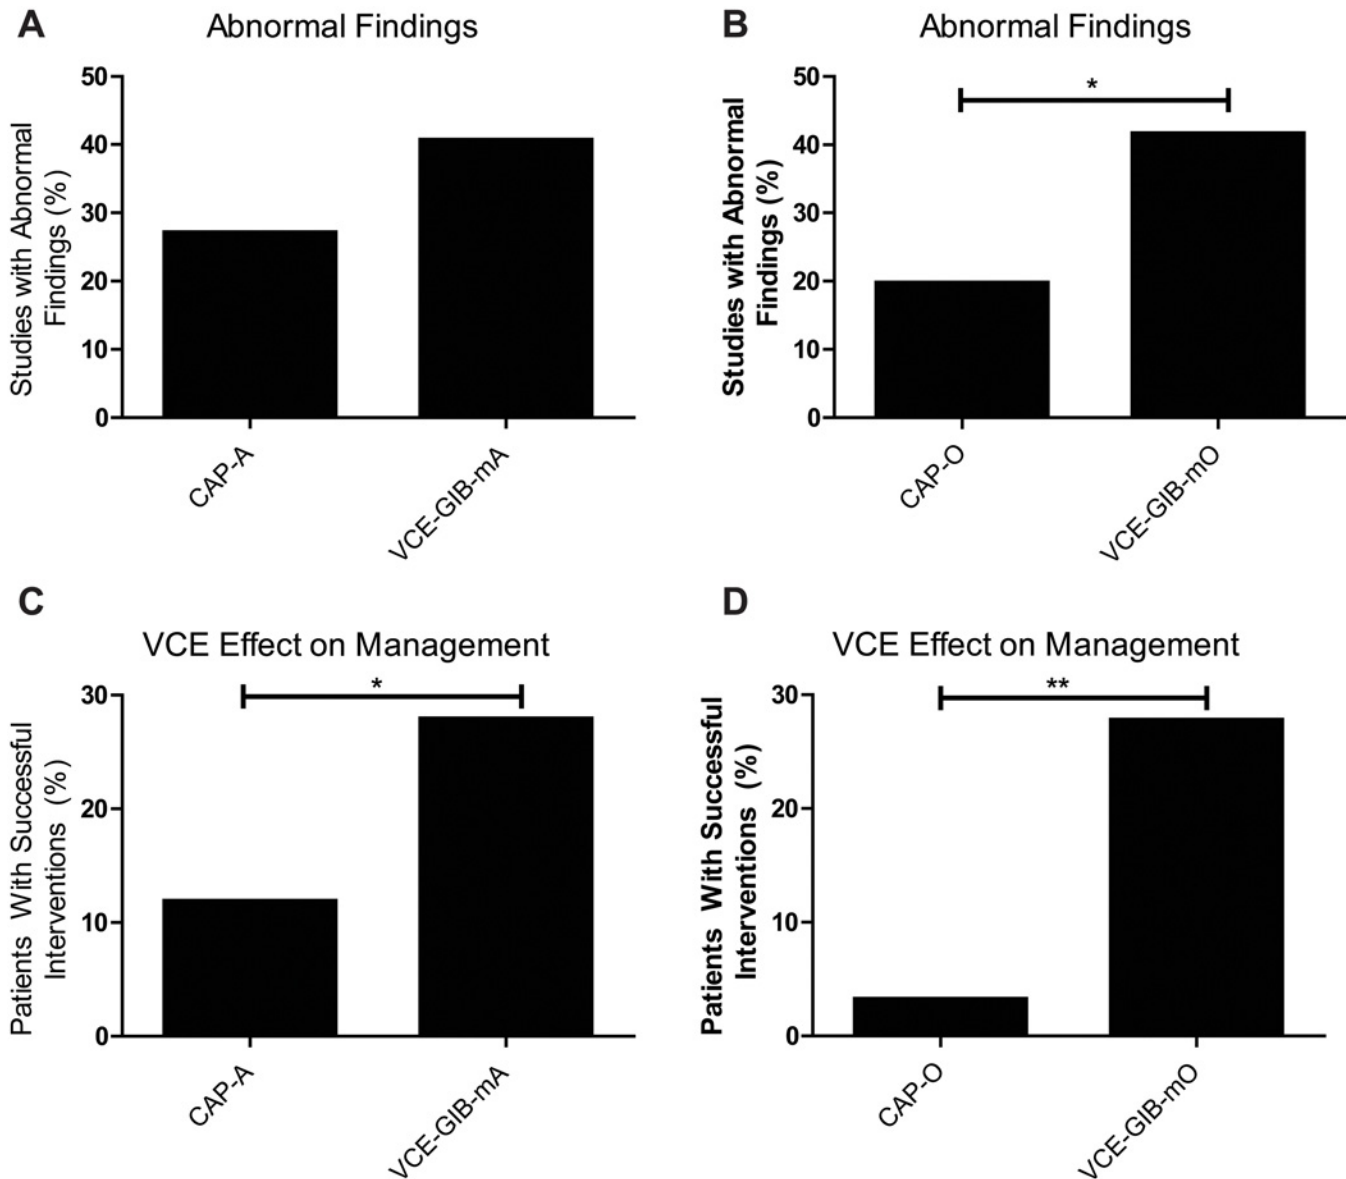 A
Abnormal Findings
Studies with Abnormal
Findings (%)
50
40
30
20
10
0
CAP-A
VCE-GIB-mA
B
Abnormal Findings
Studies with Abnormal
Findings (%)
50
40
30
20
10
0
*
CAP-O
VCE-GIB-mO
C
VCE Effect on Management
Patients With Successful
Interventions (%)
30
20
10
0
*
CAP-A
VCE-GIB-mA
D
VCE Effect on Management
Patients With Successful
Interventions (%)
30
20
10
0
**
CAP-O
VCE-GIB-mO